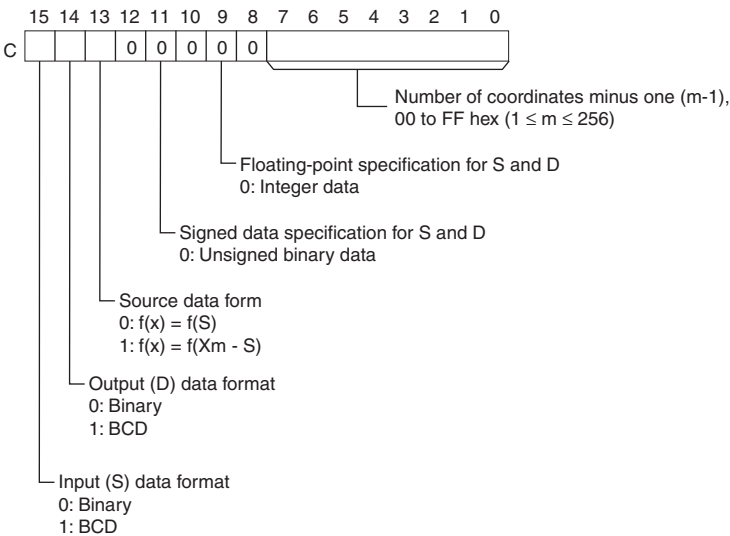 15 14 13 12 11 10 9 8 7 6 5 4 3 2 1 0
C 0 0 0 0 0
Number of coordinates minus one (m-1),
00 to FF hex (1 ≤ m ≤ 256)
Floating-point specification for S and D
0: Integer data
Signed data specification for S and D
0: Unsigned binary data
Source data form
0: f(x) = f(S)
1: f(x) = f(Xm - S)
Output (D) data format
0: Binary
1: BCD
Input (S) data format
0: Binary
1: BCD